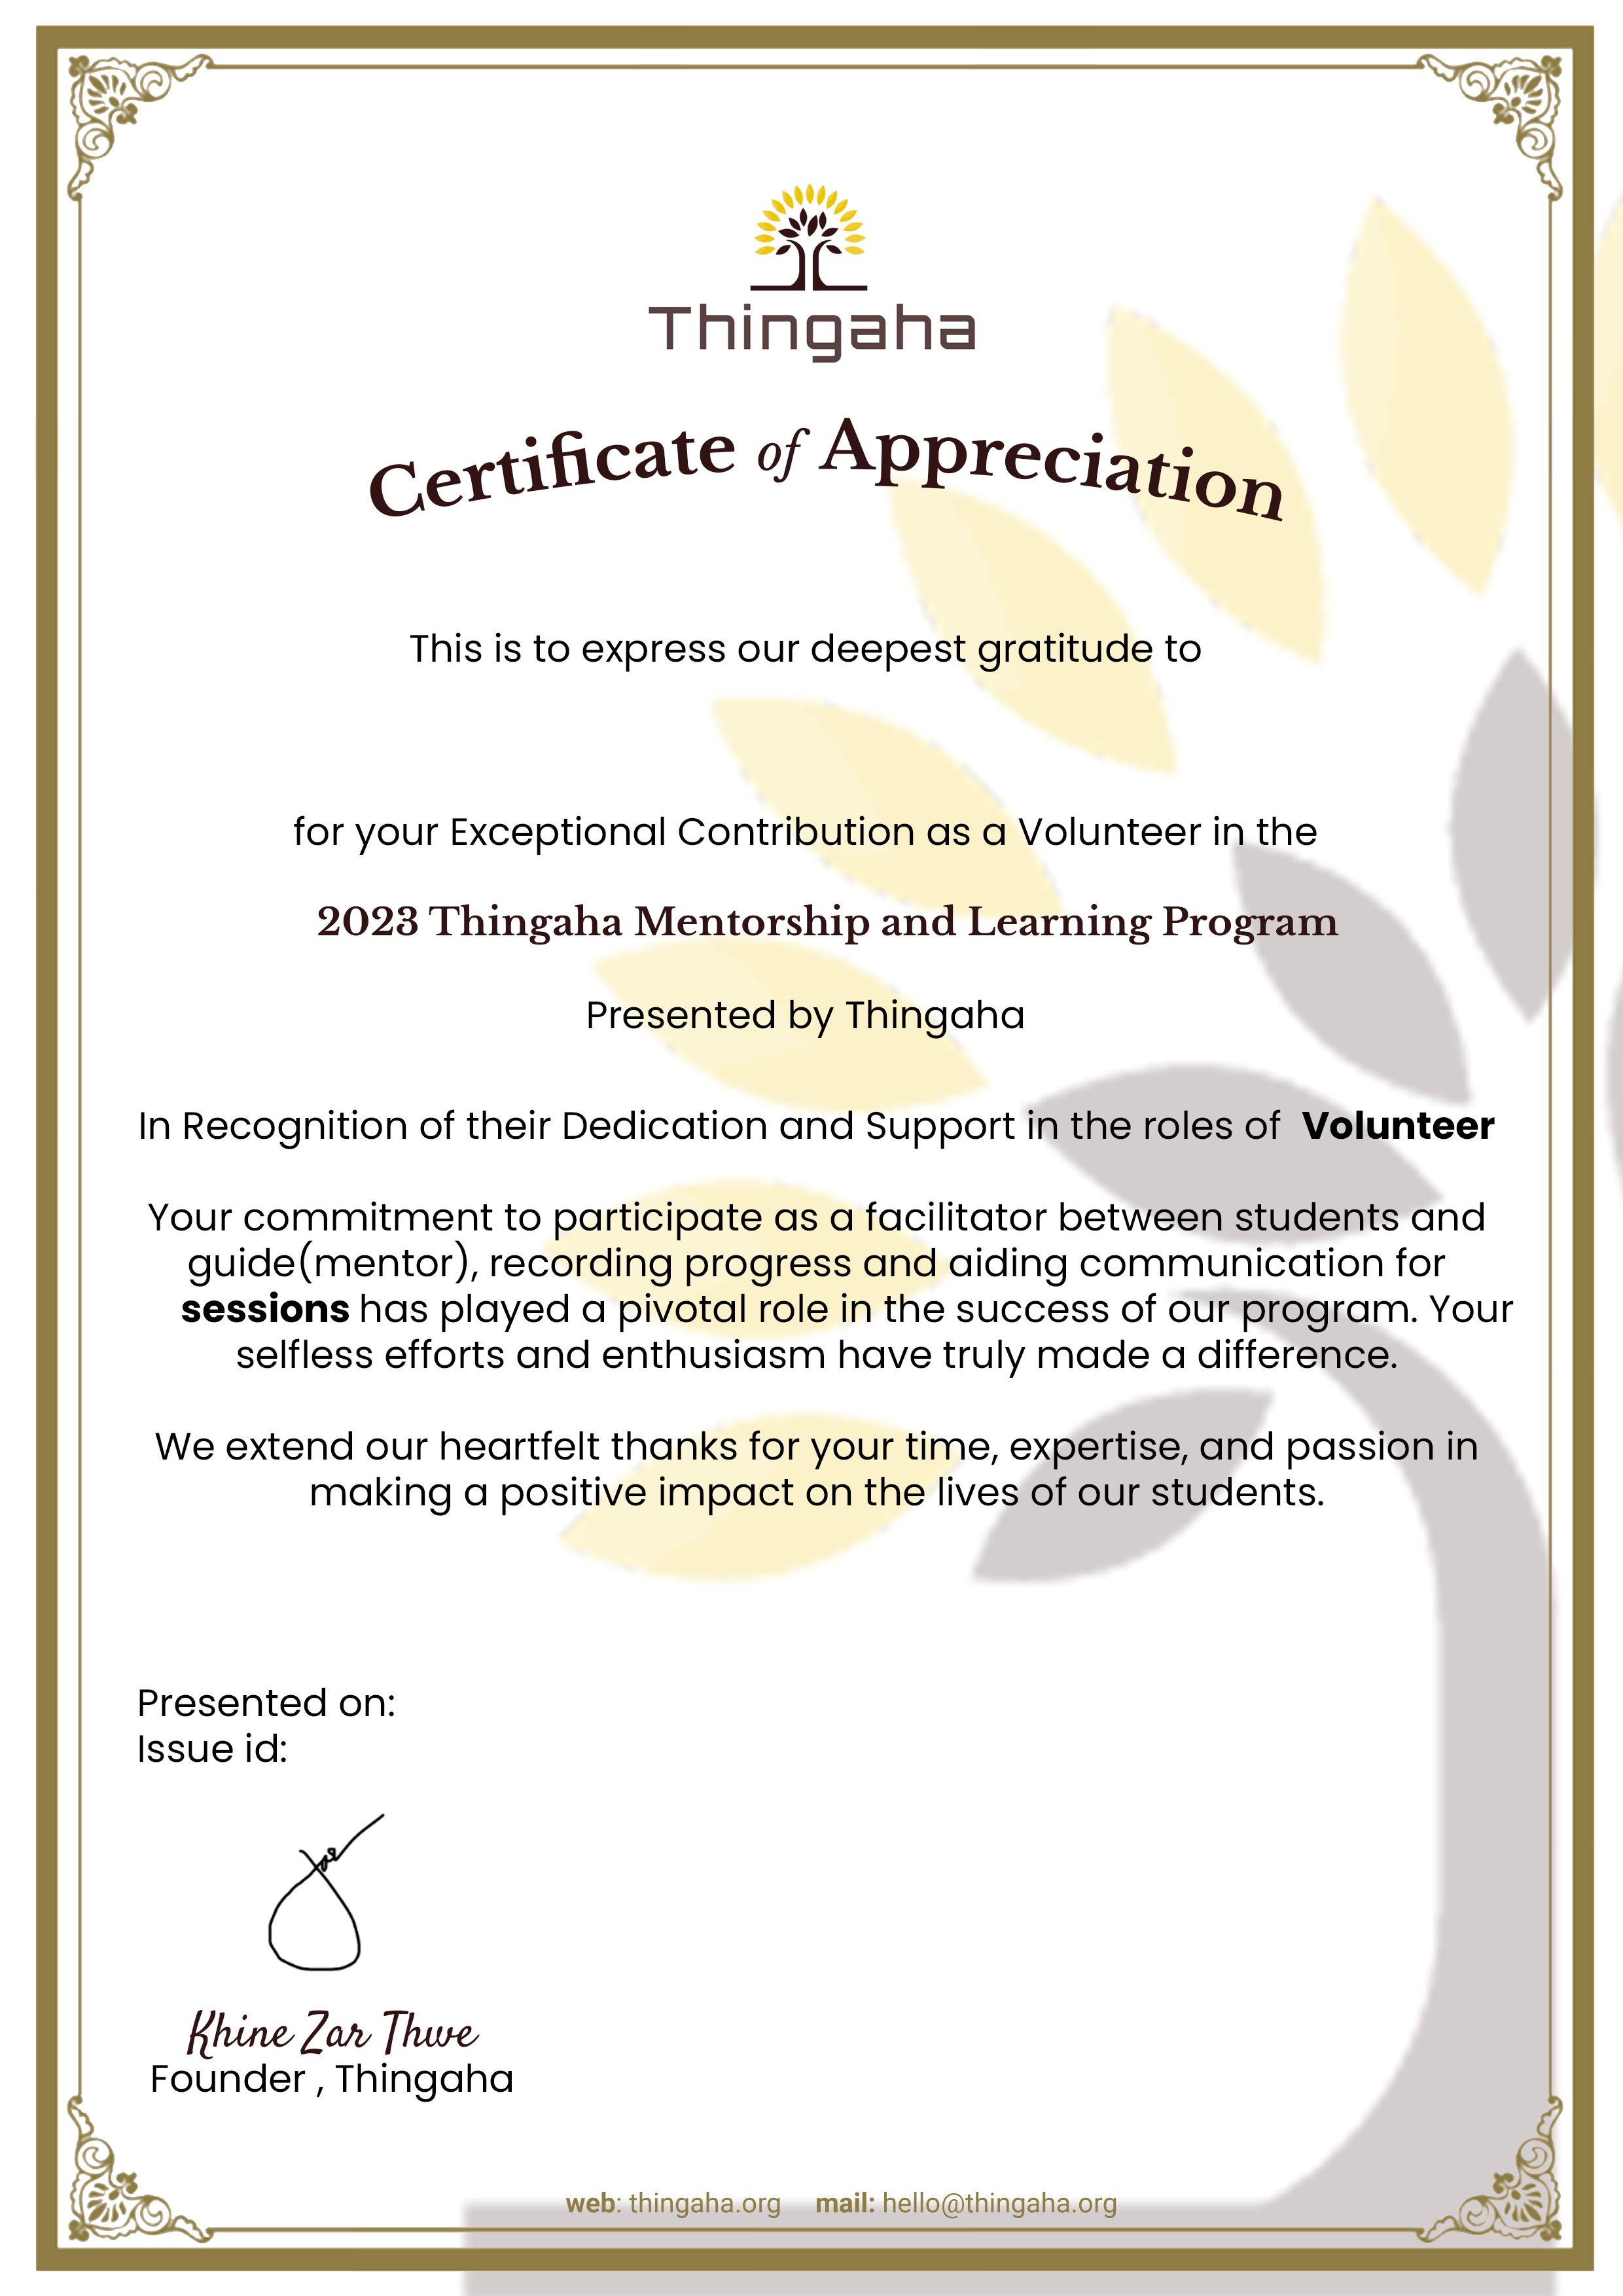 Thingaha
Certificate of Appreciation
This is to express our deepest gratitude to
for your Exceptional Contribution as a Volunteer in the
2023 Thingaha Mentorship and Learning Program
Presented by Thingaha
In Recognition of their Dedication and Support in the roles of Volunteer
Your commitment to participate as a facilitator between students and
guide(mentor), recording progress and aiding communication for
sessions has played a pivotal role in the success of our program. Your
selfless efforts and enthusiasm have truly made a difference.
We extend our heartfelt thanks for your time, expertise, and passion in
making a positive impact on the lives of our students.
Presented on:
Issue id:
Khine Zar Thwe
Founder , Thingaha
web: thingaha.org mail: hello@thingaha.org